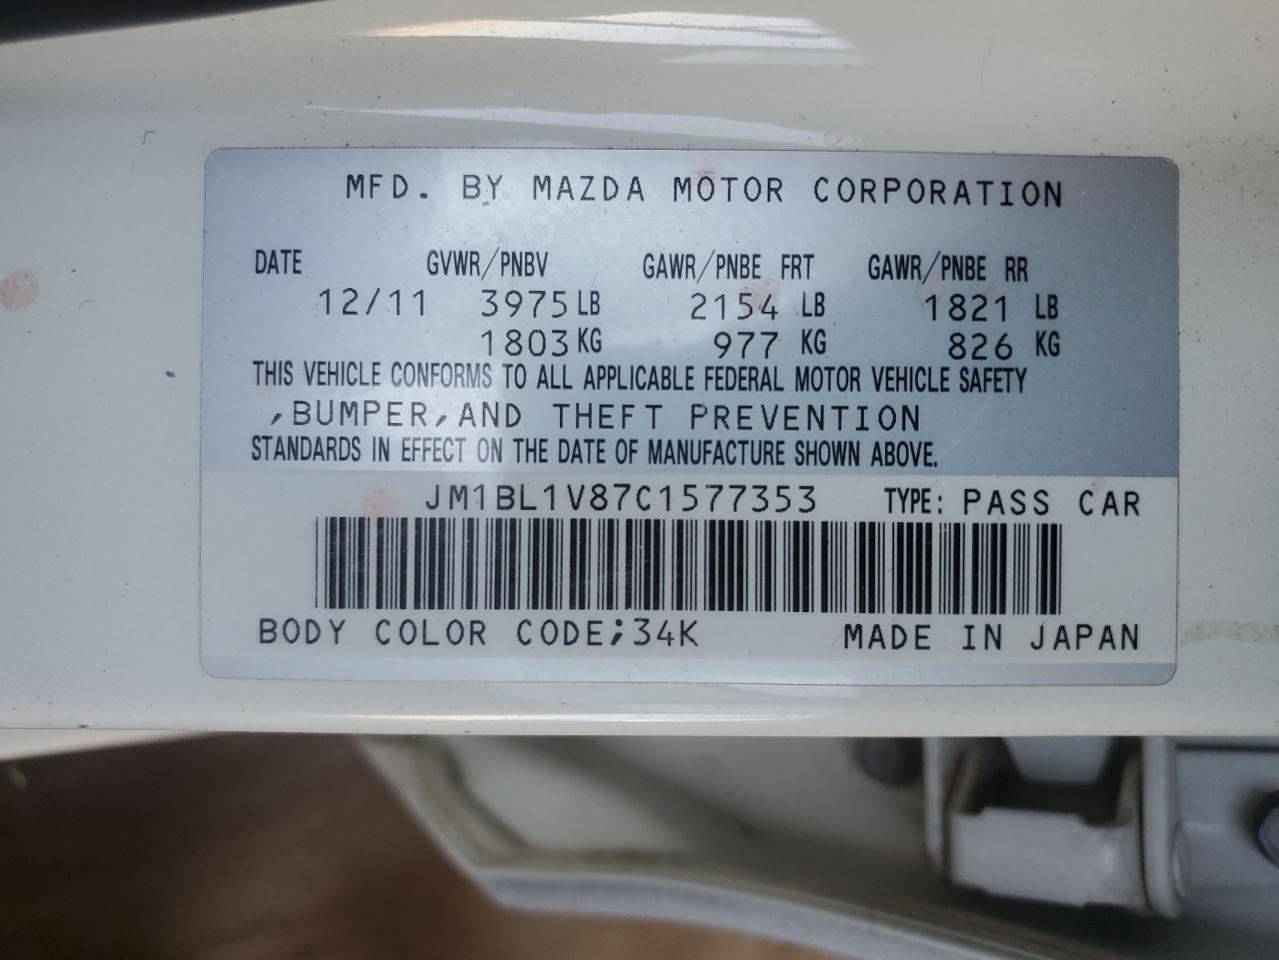 MFD. BY MAZDA MOTOR CORPORATION
DATE GVWR/PNBV GAWR/PNBE FRT GAWR/PNBE RR
12/11 3975 LB 2154 LB 1821 LB
1803 KG 977 KG 826 KG
THIS VEHICLE CONFORMS TO ALL APPLICABLE FEDERAL MOTOR VEHICLE SAFETY
,BUMPER,AND THEFT PREVENTION
STANDARDS IN EFFECT ON THE DATE OF MANUFACTURE SHOWN ABOVE.
JM1BL1V87C1577353 TYPE: PASS CAR
BODY COLOR CODE;34K MADE IN JAPAN